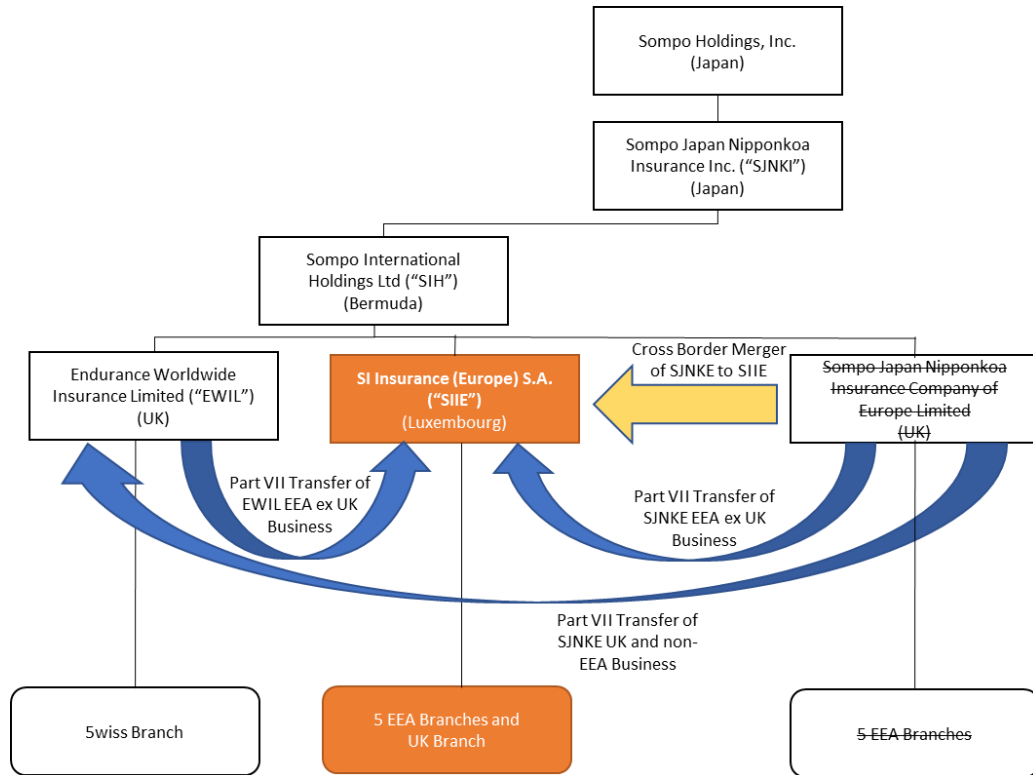 Sompo Holdings, Inc.
(Japan)
Sompo Japan Nipponkoa
Insurance Inc. (“SJNKI”)
(Japan)
Sompo International
Holdings Ltd (“SIH”)
(Bermuda)
Endurance Worldwide
Insurance Limited (“EWIL”)
(UK)
SI Insurance (Europe) S.A.
(“SIIE”)
(Luxembourg)
Cross Border Merger
of SJNKE to SIIE
Sompo Japan Nipponkoa
Insurance Company of
Europe Limited
(UK)
Part VII Transfer of
EWIL EEA ex UK
Business
Part VII Transfer of
SJNKE EEA ex UK
Business
Part VII Transfer of
SJNKE UK and non-
EEA Business
5wiss Branch
5 EEA Branches and
UK Branch
5 EEA Branches